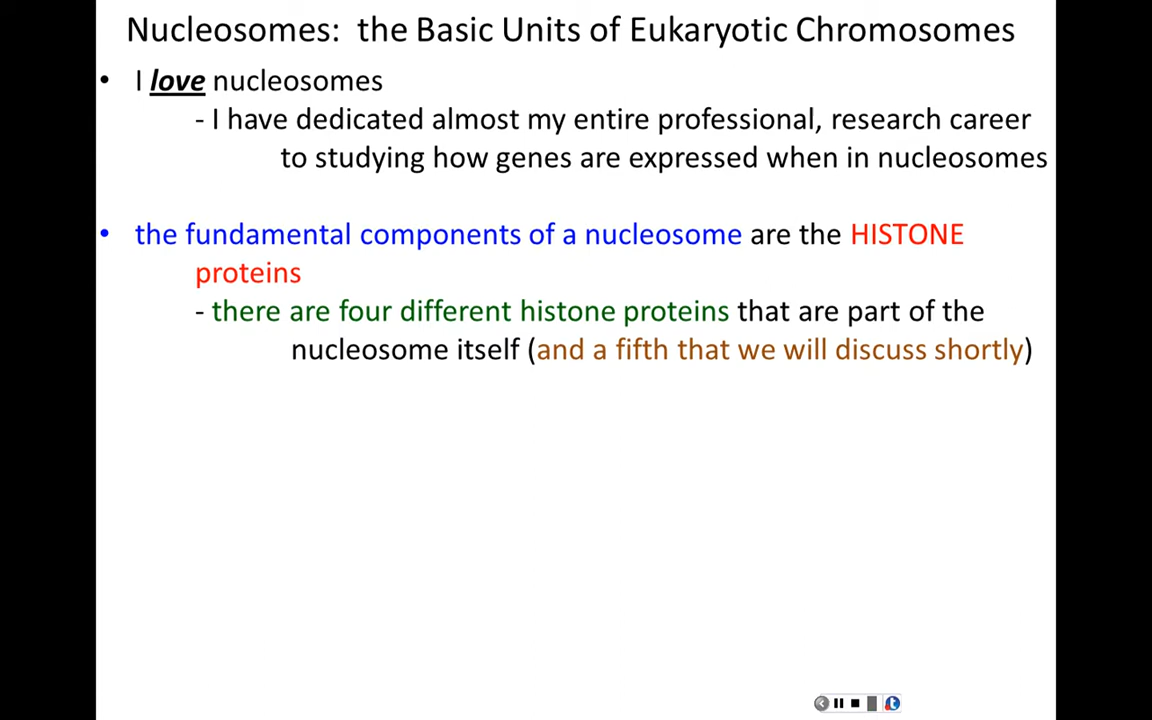 Nucleosomes: the Basic Units of Eukaryotic Chromosomes
• I love nucleosomes
- I have dedicated almost my entire professional, research career
to studying how genes are expressed when in nucleosomes
• the fundamental components of a nucleosome are the HISTONE
proteins
- there are four different histone proteins that are part of the
nucleosome itself (and a fifth that we will discuss shortly)
t